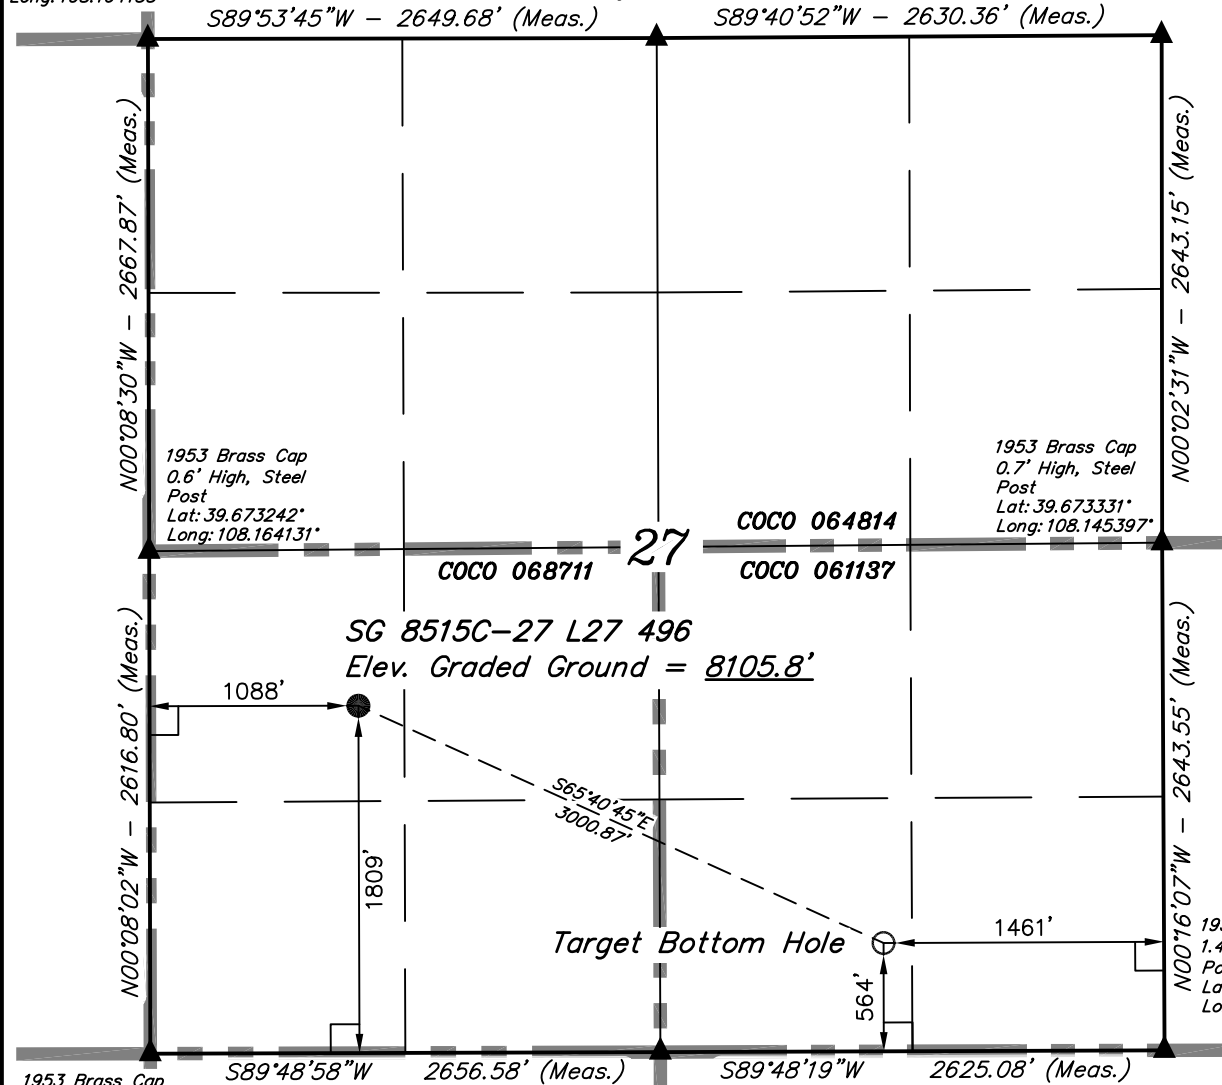 S89°53'45"W - 2649.68' (Meas.)
S89°40'52"W - 2630.36' (Meas.)
N00°08'30"W - 2667.87' (Meas.)
N00°02'31"W - 2643.15' (Meas.)
1953 Brass Cap
0.6' High, Steel
Post
Lat: 39.673242°
Long: 108.164131°
1953 Brass Cap
0.7' High, Steel
Post
Lat: 39.673331°
Long: 108.145397°
COCO 064814
27
COCO 068711
COCO 061137
SG 8515C-27 L27 496
Elev. Graded Ground = 8105.8'
1088'
N00°08'02"W - 2616.80' (Meas.)
N00°16'07"W - 2643.55' (Meas.)
S65°40'45"E
3000.87'
1809'
Target Bottom Hole
1461'
564'
S89°48'58"W 2656.58' (Meas.)
S89°48'19"W 2625.08' (Meas.)
1953 Brass Cap